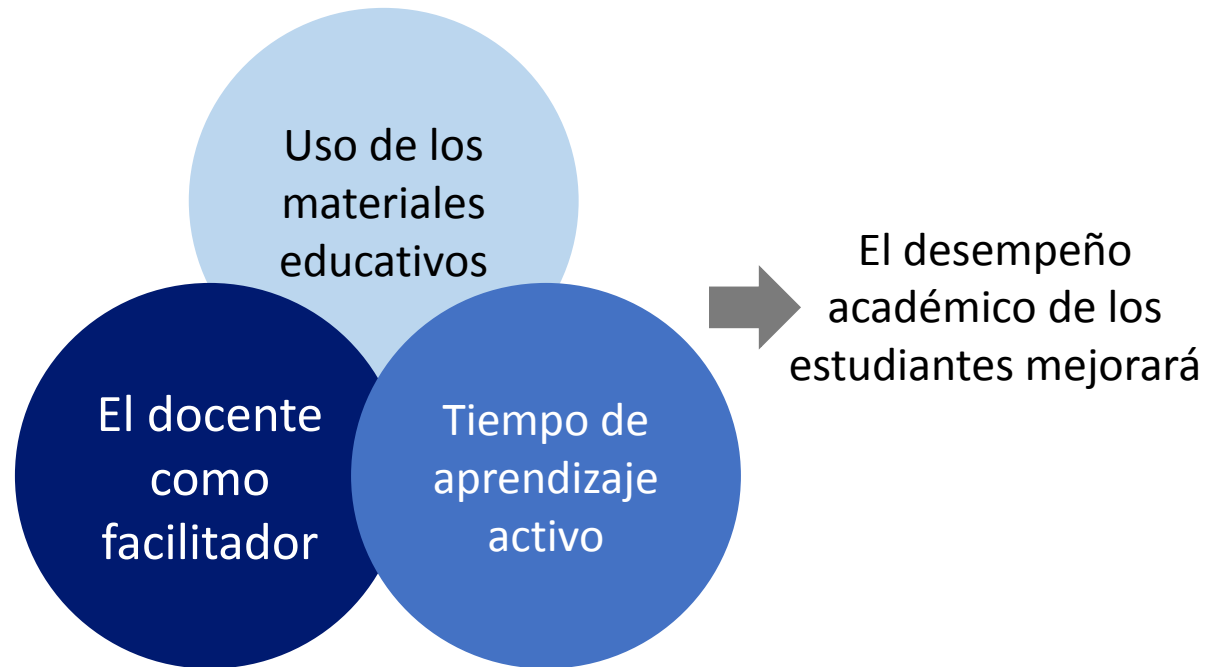 Uso de los
materiales
educativos
El docente
como
facilitador
Tiempo de
aprendizaje
activo
El desempeño
académico de los
estudiantes mejorará